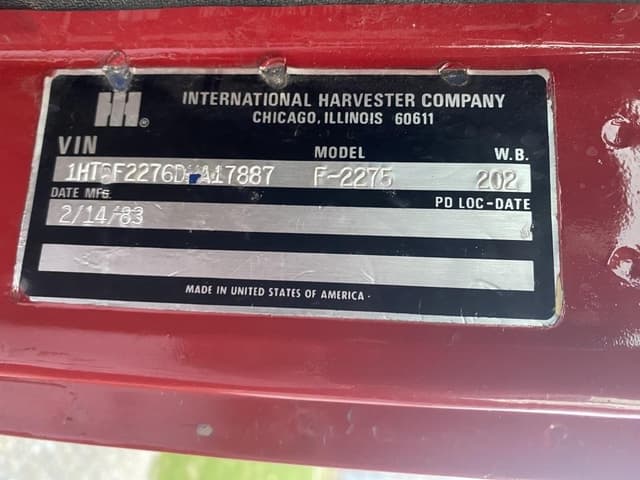 INTERNATIONAL HARVESTER COMPANY
CHICAGO, ILLINOIS 60611
VIN MODEL W.B.
F-2275 202
DATE MFG. PD LOC-DATE
2/14/83
MADE IN UNITED STATES OF AMERICA